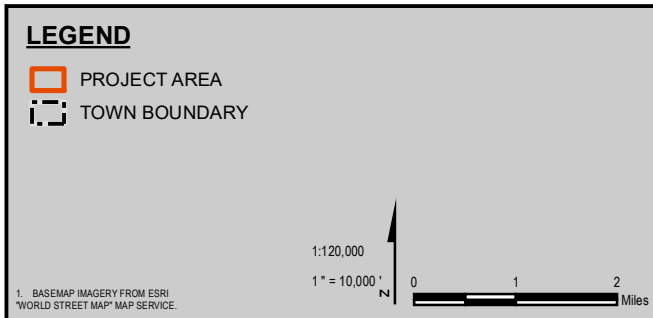 LEGEND
PROJECT AREA
TOWN BOUNDARY
1:120,000
1 " = 10,000 '
N
0 1 2
Miles
1. BASEMAP IMAGERY FROM ESRI
"WORLD STREET MAP" MAP SERVICE.